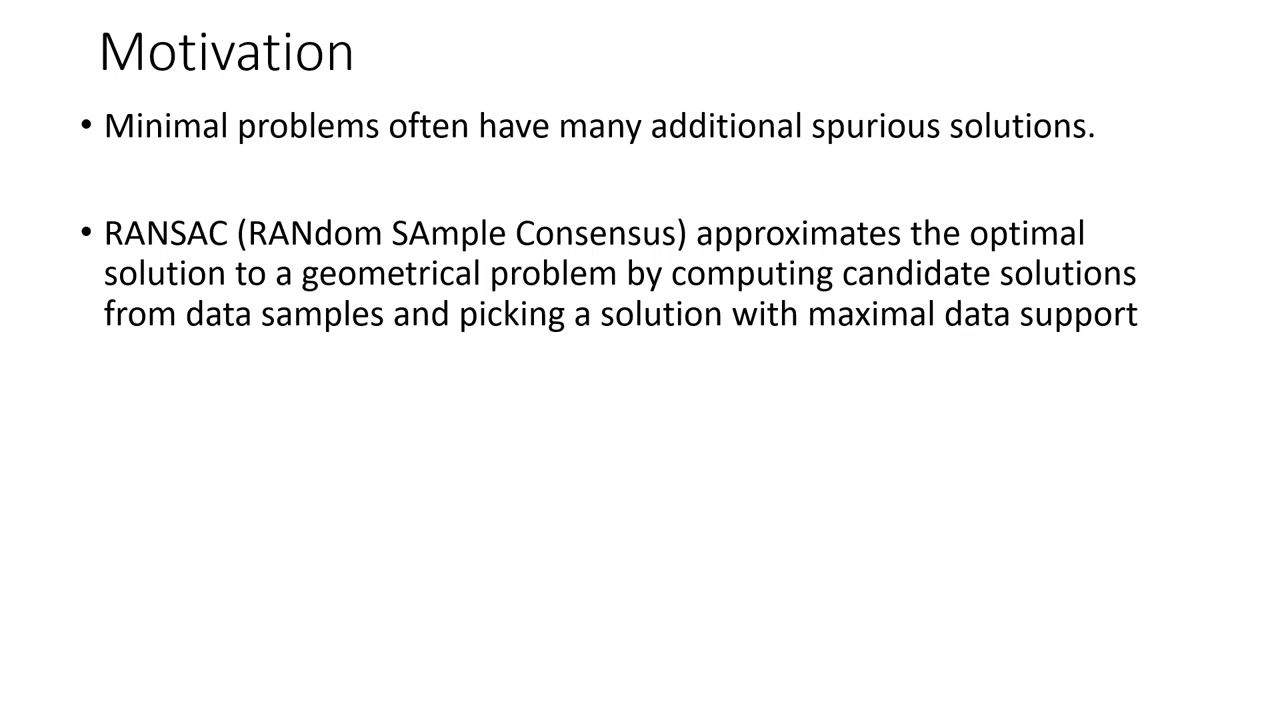 Motivation
• Minimal problems often have many additional spurious solutions.
• RANSAC (RANdom SAmple Consensus) approximates the optimal
solution to a geometrical problem by computing candidate solutions
from data samples and picking a solution with maximal data support